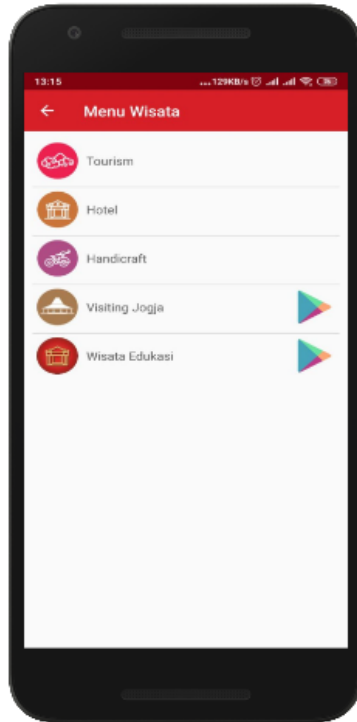 13:15
...129KB/s
Menu Wisata
Tourism
Hotel
Handicraft
Visiting Jogja
Wisata Edukasi